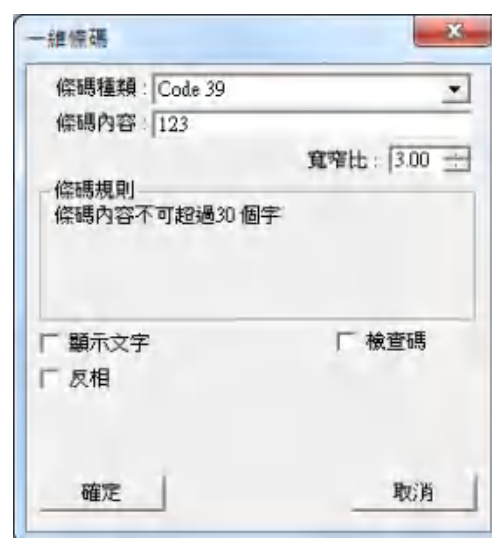 一維條碼
條碼種類： Code 39
條碼內容： 123
寬窄比： 3.00
條碼規則
條碼內容不可超過30 個字
顯示文字 檢查碼
反相
確定 取消